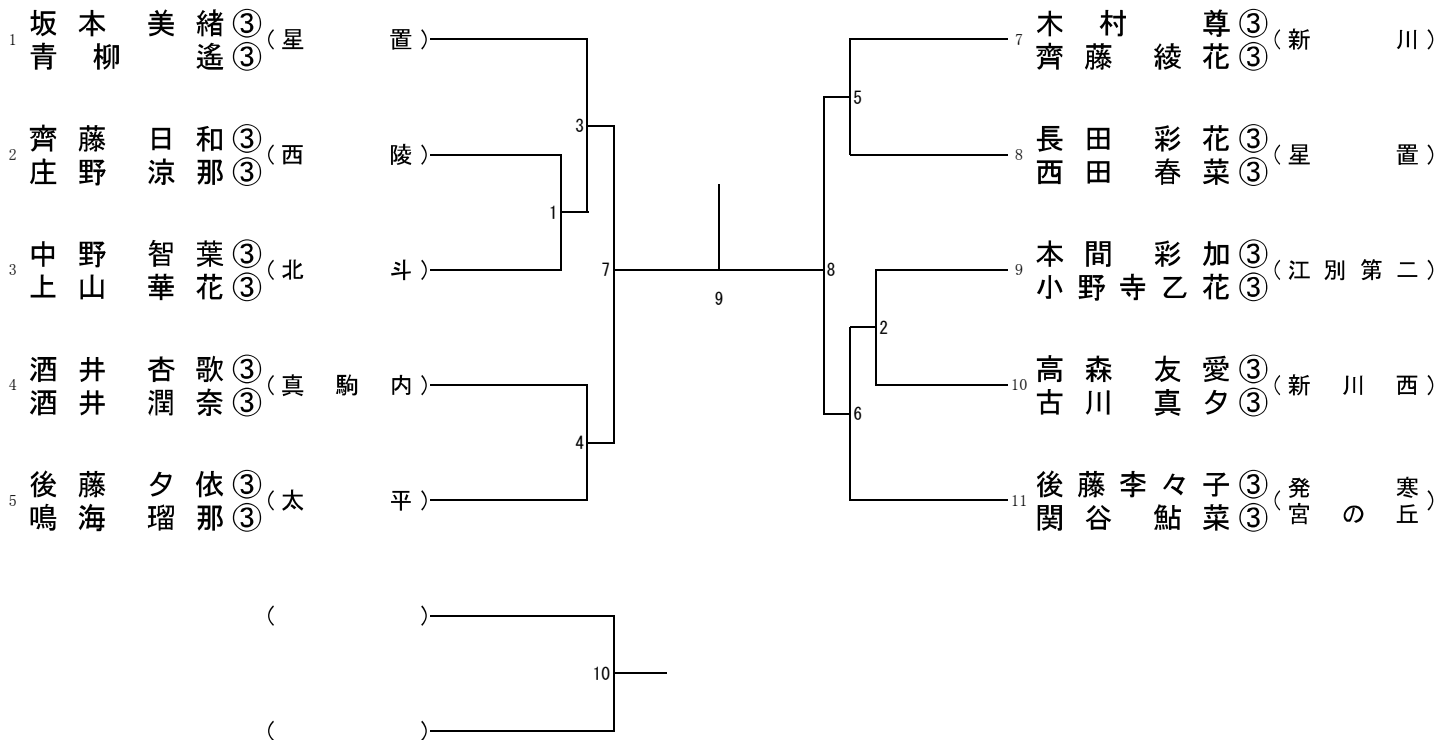 1 坂本 美緒③(星置)
青柳 遙③
2 齊藤 日和③(西陵)
庄野 涼那③
3 中野 智葉③(北斗)
上山 華花③
4 酒井 杏歌③(真駒内)
酒井 潤奈③
5 後藤 夕依③(太平)
鳴海 瑠那③
3
1
7
4
9
8
5
2
6
7 木村 尊③(新川)
齊藤 綾花③
8 長田 彩花③(星置)
西田 春菜③
9 本間 彩加③(江別第二)
小野寺乙花③
10 高森 友愛③(新川西)
古川 真夕③
11 後藤李々子③(発寒
関谷 鮎菜③ 宮の丘)
( )
10
( )